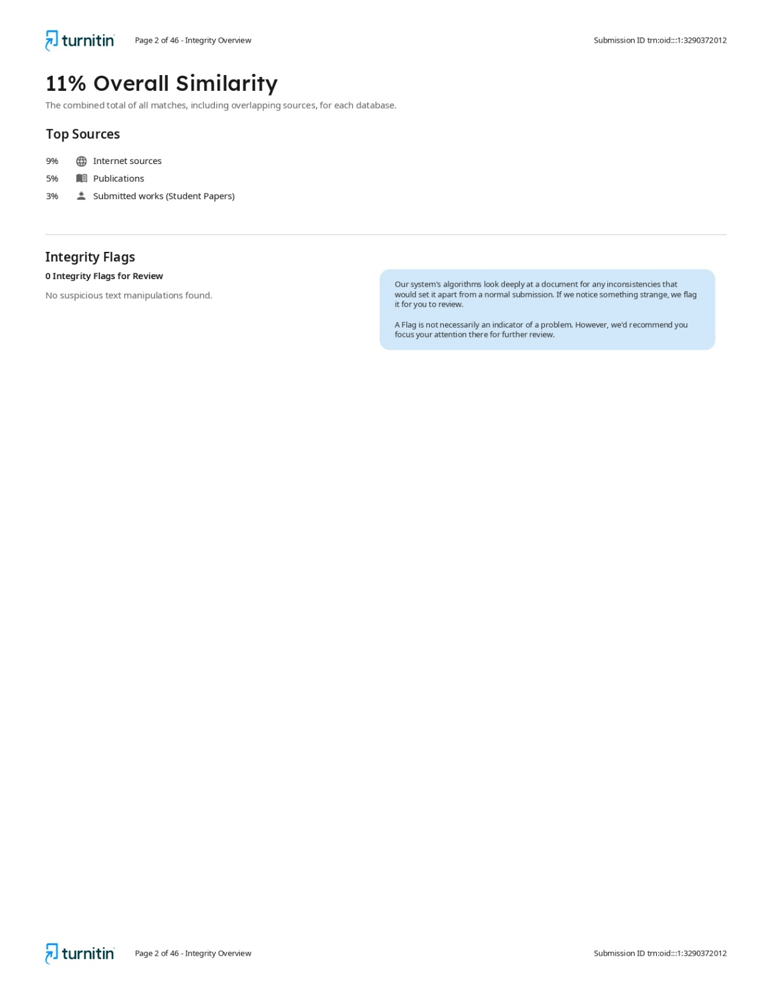 turnitin Page 2 of 46 - Integrity Overview Submission ID trn:oid:::1:3290372012
11% Overall Similarity
The combined total of all matches, including overlapping sources, for each database.
Top Sources
9% Internet sources
5% Publications
3% Submitted works (Student Papers)
Integrity Flags
0 Integrity Flags for Review
No suspicious text manipulations found.
Our system's algorithms look deeply at a document for any inconsistencies that
would set it apart from a normal submission. If we notice something strange, we flag
it for you to review.
A Flag is not necessarily an indicator of a problem. However, we'd recommend you
focus your attention there for further review.
turnitin Page 2 of 46 - Integrity Overview Submission ID trn:oid:::1:3290372012